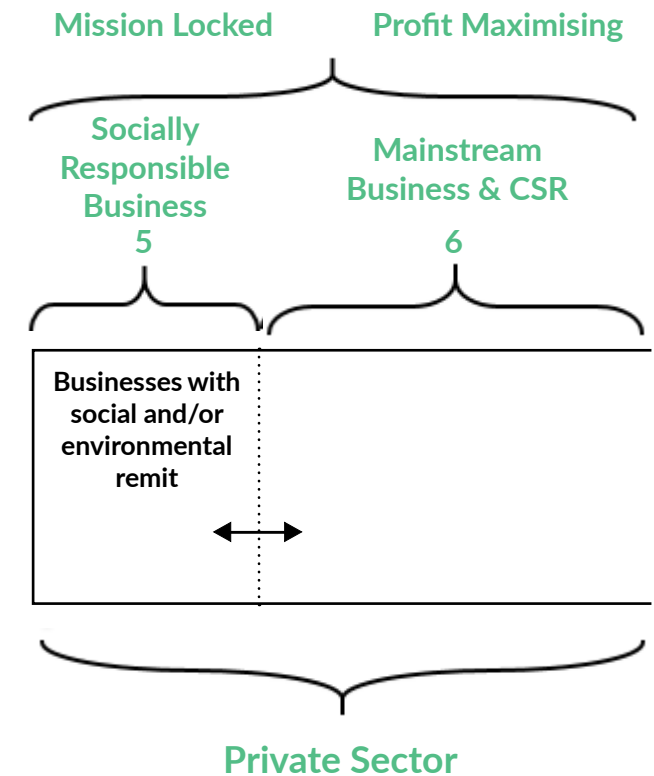 Mission Locked
Profit Maximising
Socially
Responsible
Business
5
Mainstream
Business & CSR
6
Businesses with
social and/or
environmental
remit
Private Sector